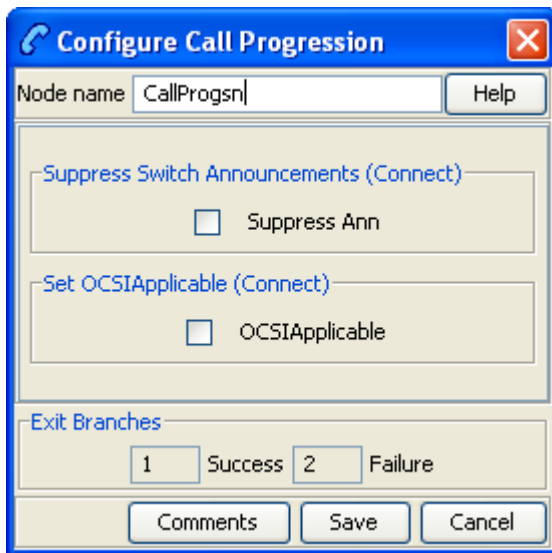 Configure Call Progression
Node name CallProgsn Help
Suppress Switch Announcements (Connect)
Suppress Ann
Set OCSIApplicable (Connect)
OCSIApplicable
Exit Branches
1 Success 2 Failure
Comments Save Cancel